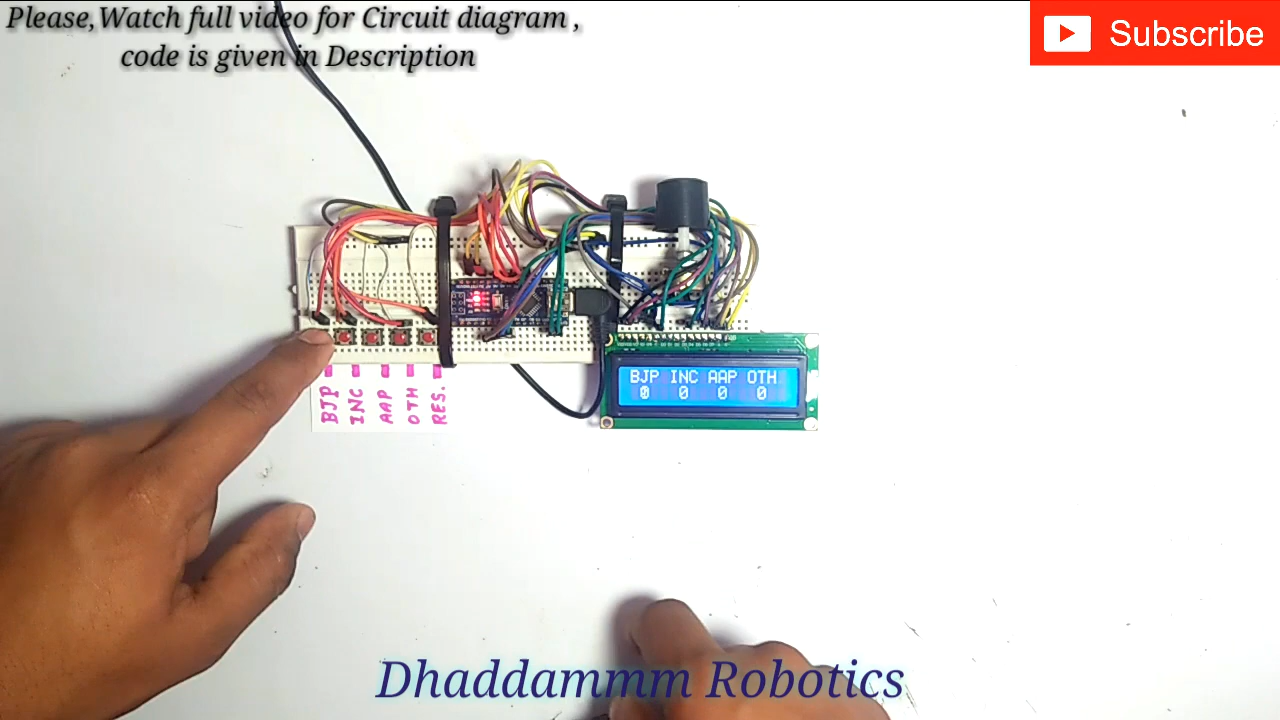 Please,Watch full video for Circuit diagram ,
code is given in Description
Subscribe
BJP INC AAP OTH
0 0 0 0
BJP
INC
AAP
OTH
RES.
Dhaddammm Robotics